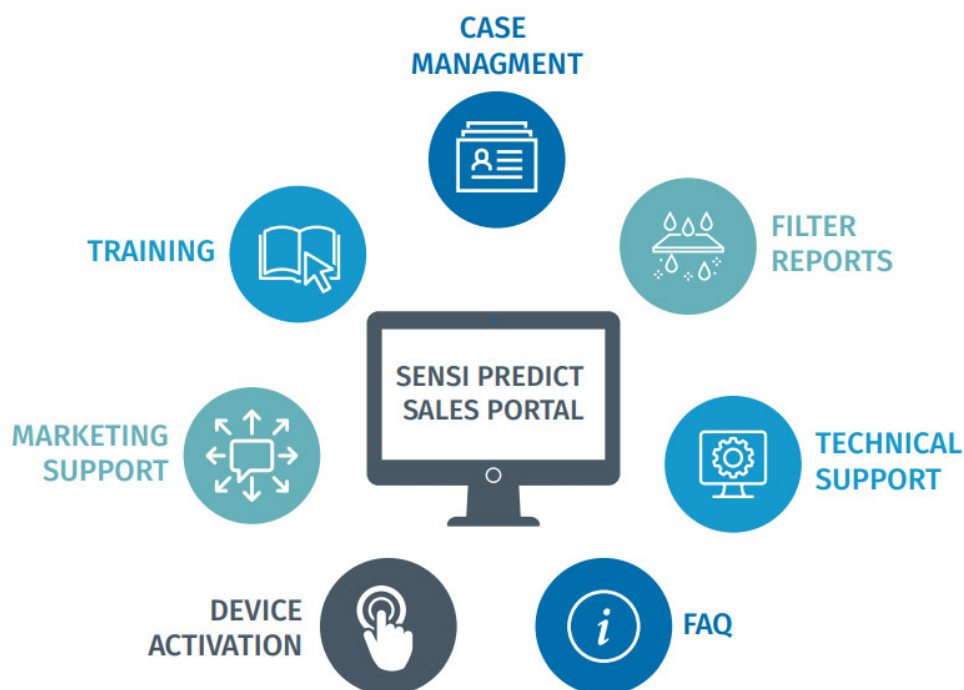 CASE
MANAGMENT
TRAINING
FILTER
REPORTS
SENSI PREDICT
SALES PORTAL
MARKETING
SUPPORT
TECHNICAL
SUPPORT
DEVICE
ACTIVATION
i
FAQ